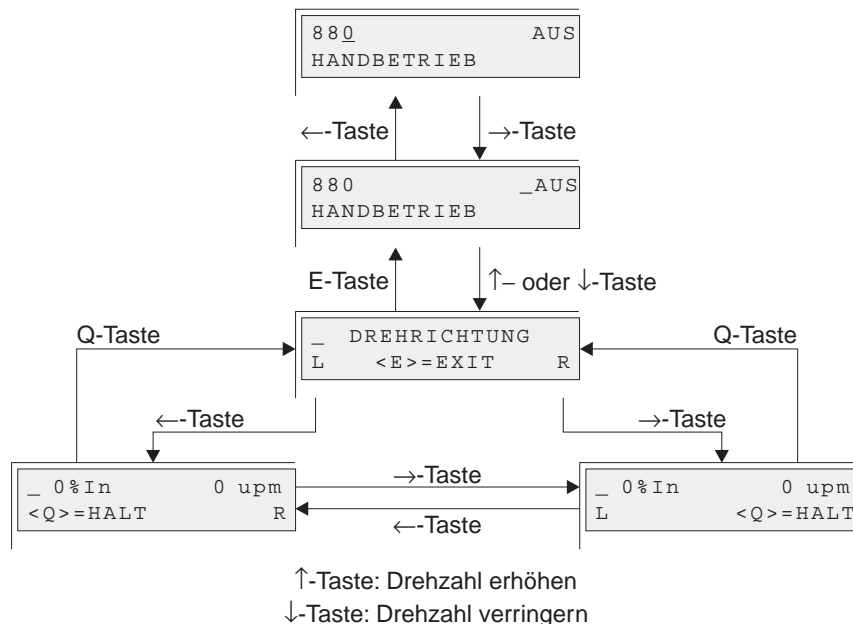 880 AUS
HANDBETRIEB
←-Taste →-Taste
880 _AUS
HANDBETRIEB
E-Taste ↑– oder ↓-Taste
Q-Taste Q-Taste
_ DREHRICHTUNG
L <E>=EXIT R
←-Taste →-Taste
_ 0%In 0 upm
<Q>=HALT R
→-Taste
←-Taste
_ 0%In 0 upm
L <Q>=HALT
↑-Taste: Drehzahl erhöhen
↓-Taste: Drehzahl verringern